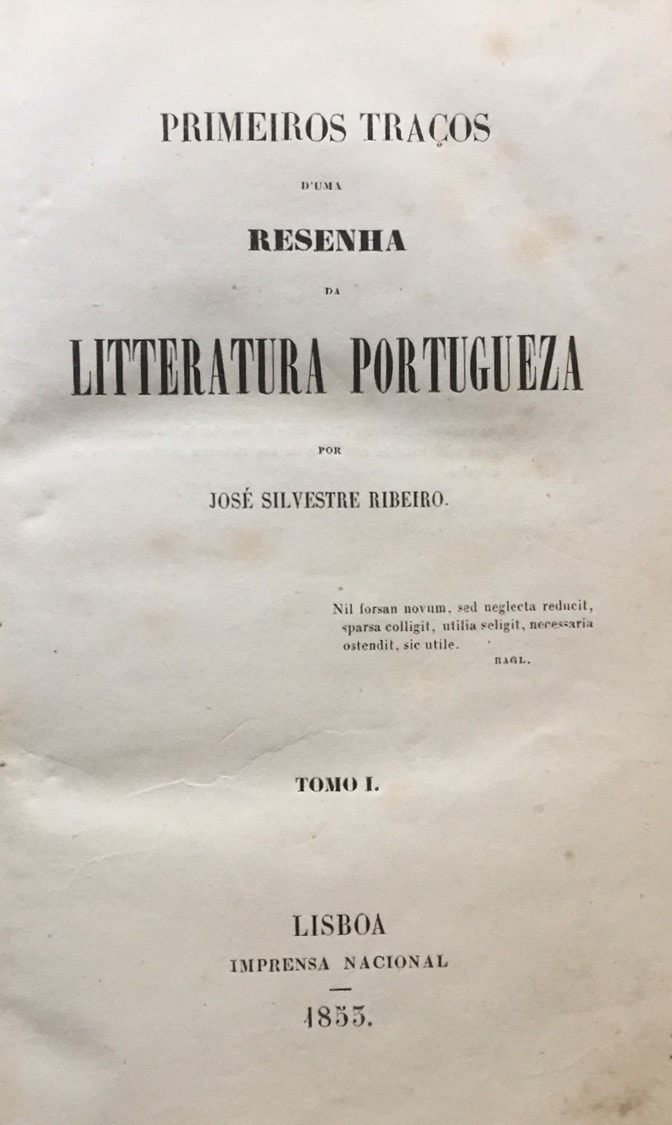 PRIMEIROS TRAÇOS
D'UMA
RESENHA
DA
LITTERATURA PORTUGUEZA
POR
JOSÉ SILVESTRE RIBEIRO.
Nil forsan novum, sed neglecta reducit,
sparsa colligit, utilia seligit, necessaria
ostendit, sic utile.
BAGL.
TOMO I.
LISBOA
IMPRENSA NACIONAL
1853.